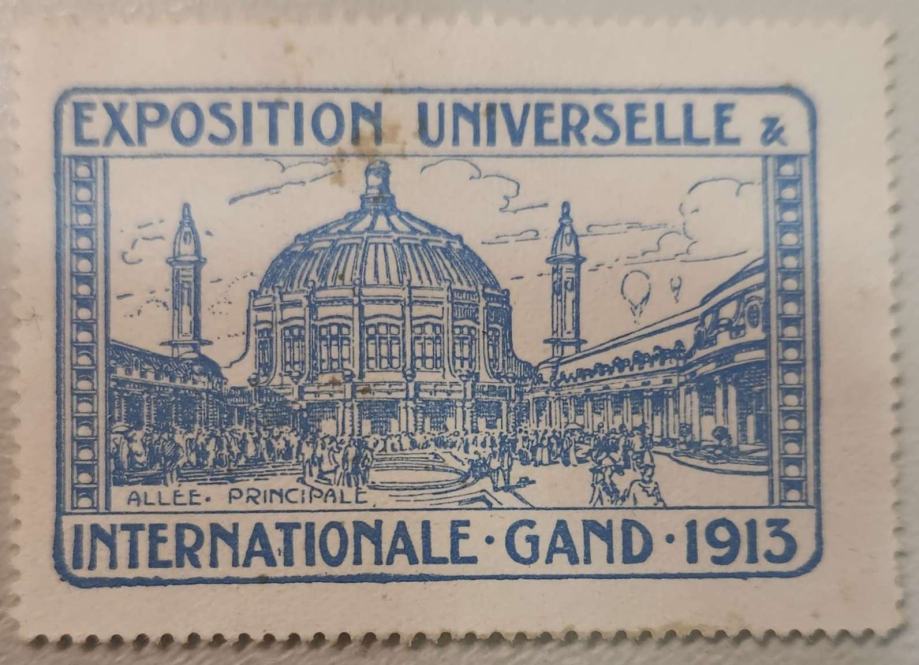 EXPOSITION UNIVERSELLE &
ALLÉE. PRINCIPALE
INTERNATIONALE · GAND · 1913